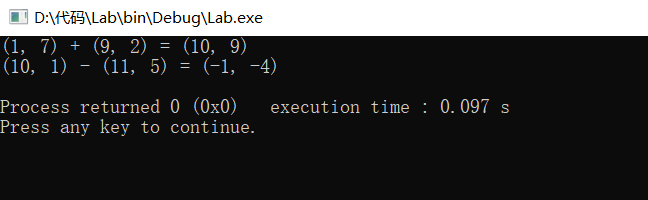 D:\代码\Lab\bin\Debug\Lab.exe
(1, 7) + (9, 2) = (10, 9)
(10, 1) - (11, 5) = (-1, -4)
Process returned 0 (0x0)   execution time : 0.097 s
Press any key to continue.